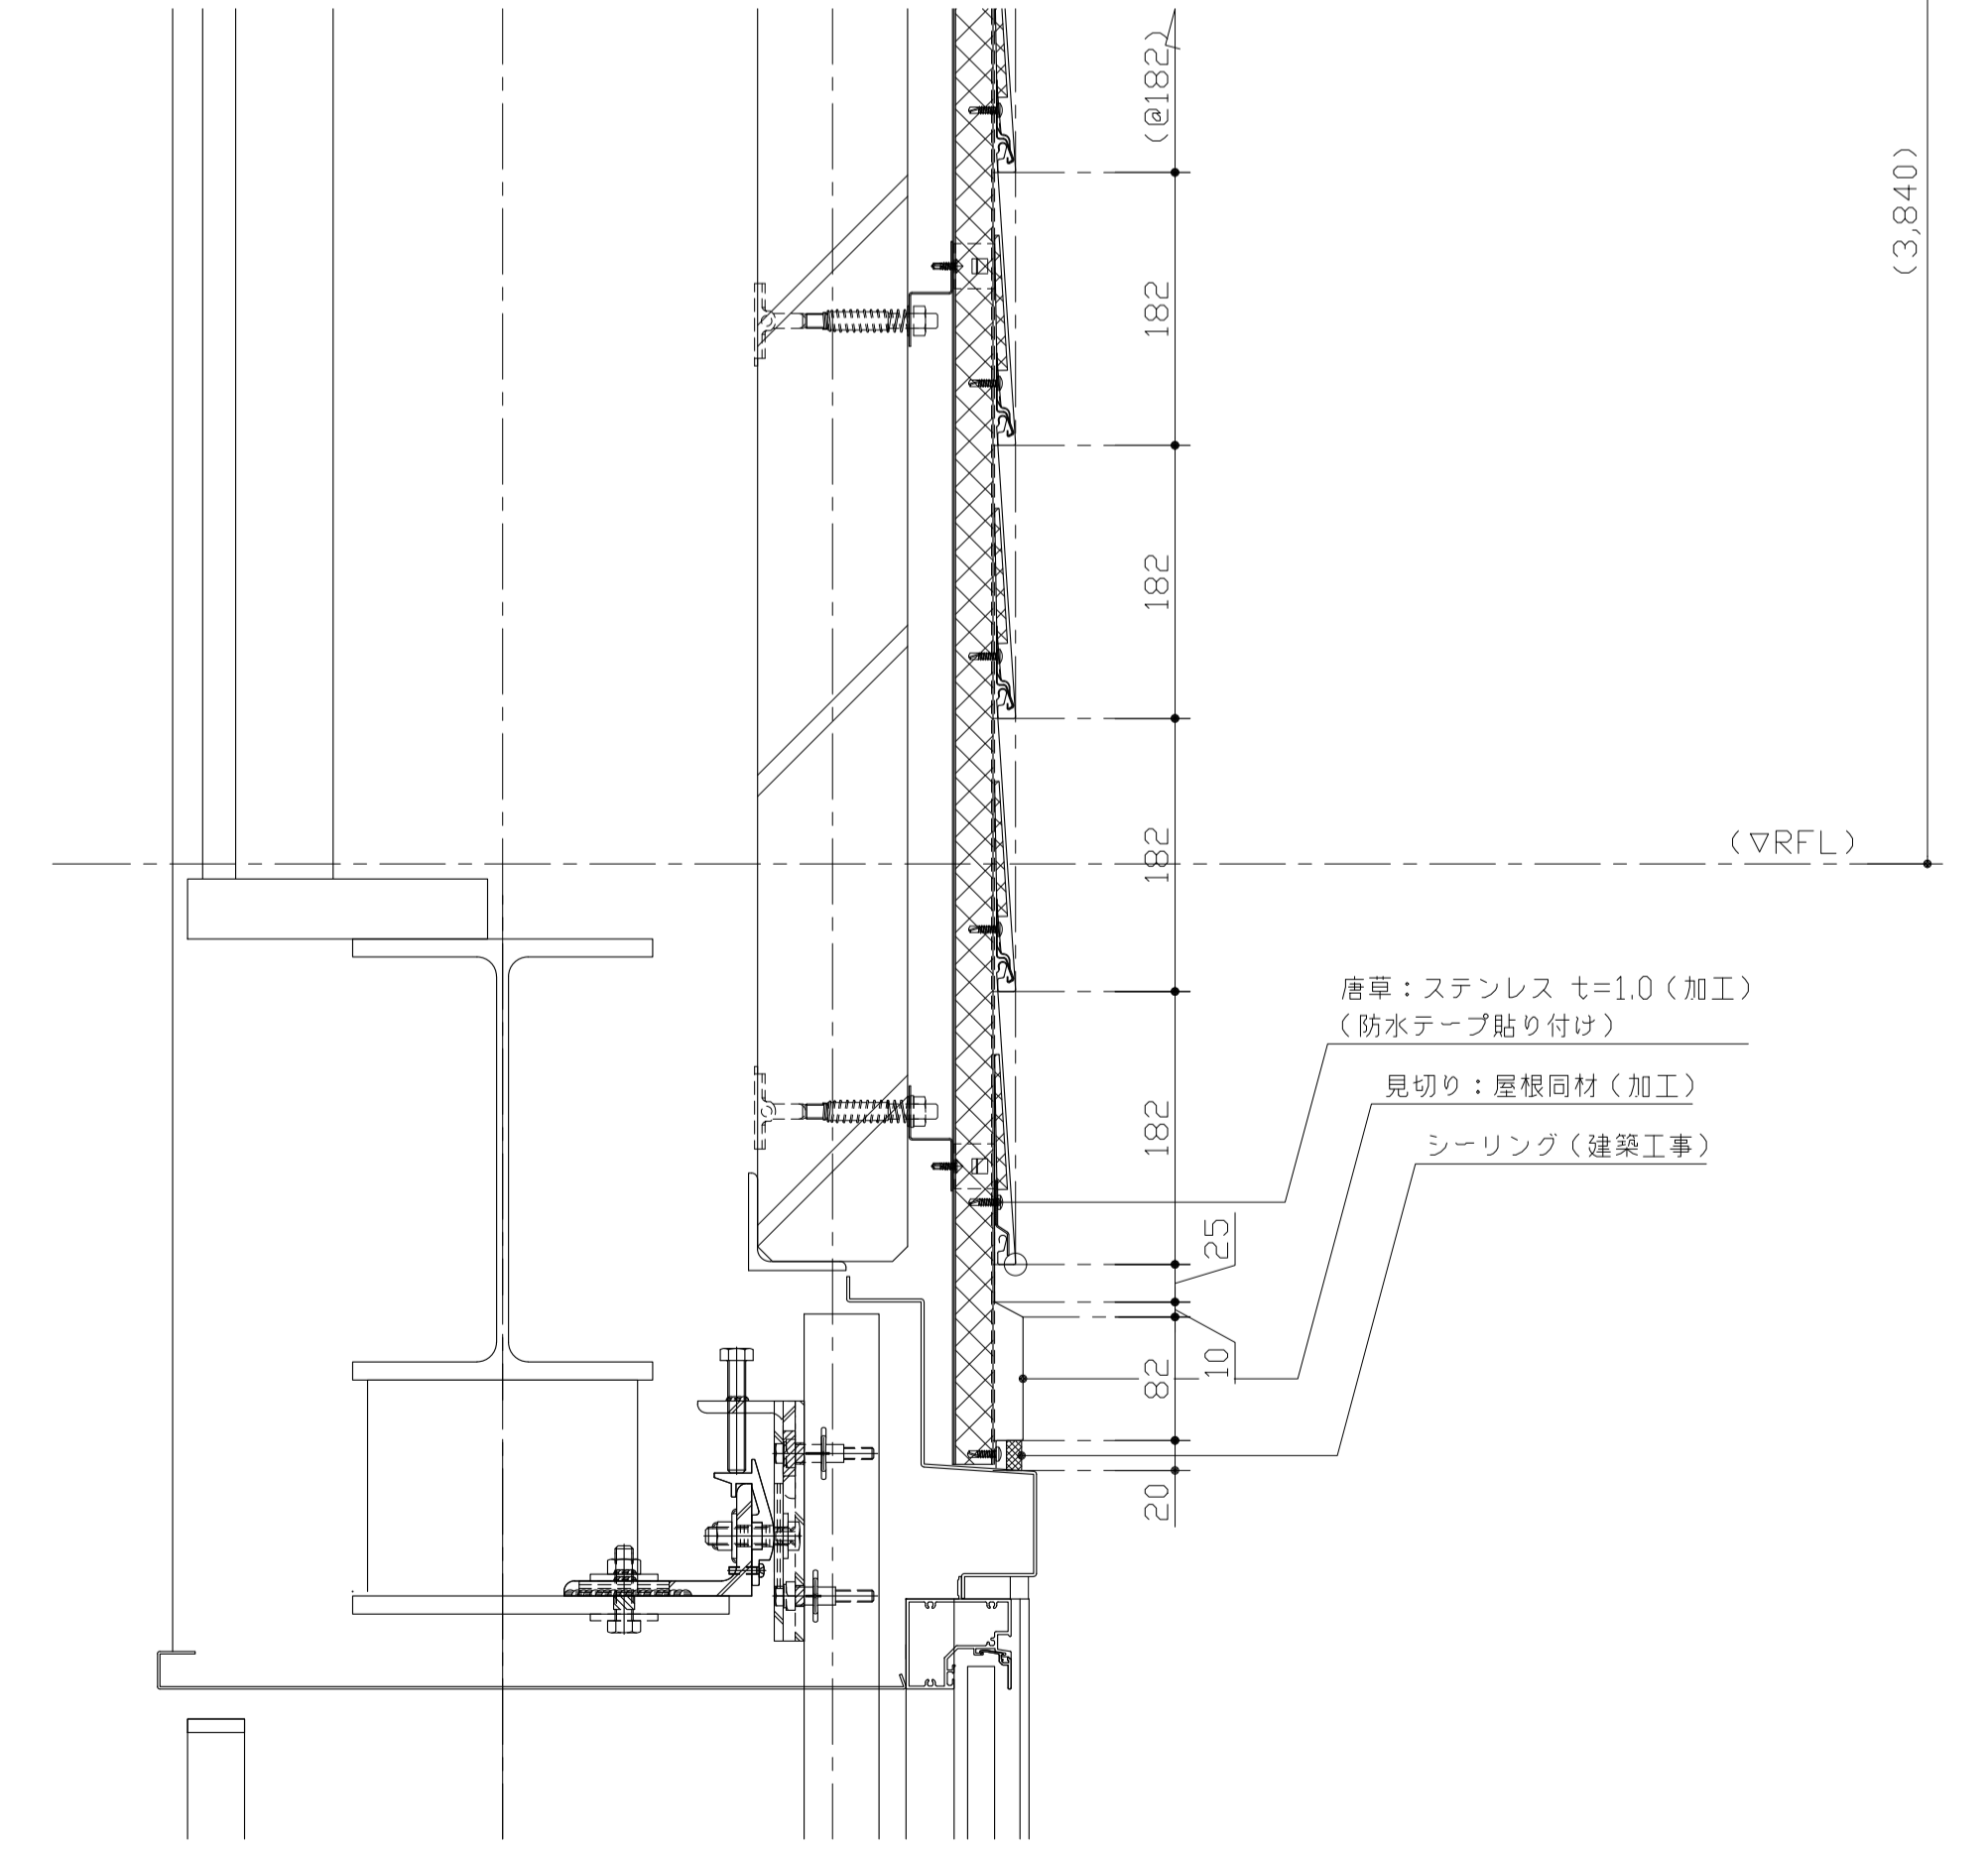 (@182)
(3,840)
182
182
182
(▽RFL)
唐草：ステンレス t=1.0（加工）
（防水テープ貼り付け）
見切り：屋根同材（加工）
シーリング（建築工事）
182
25
10
82
20